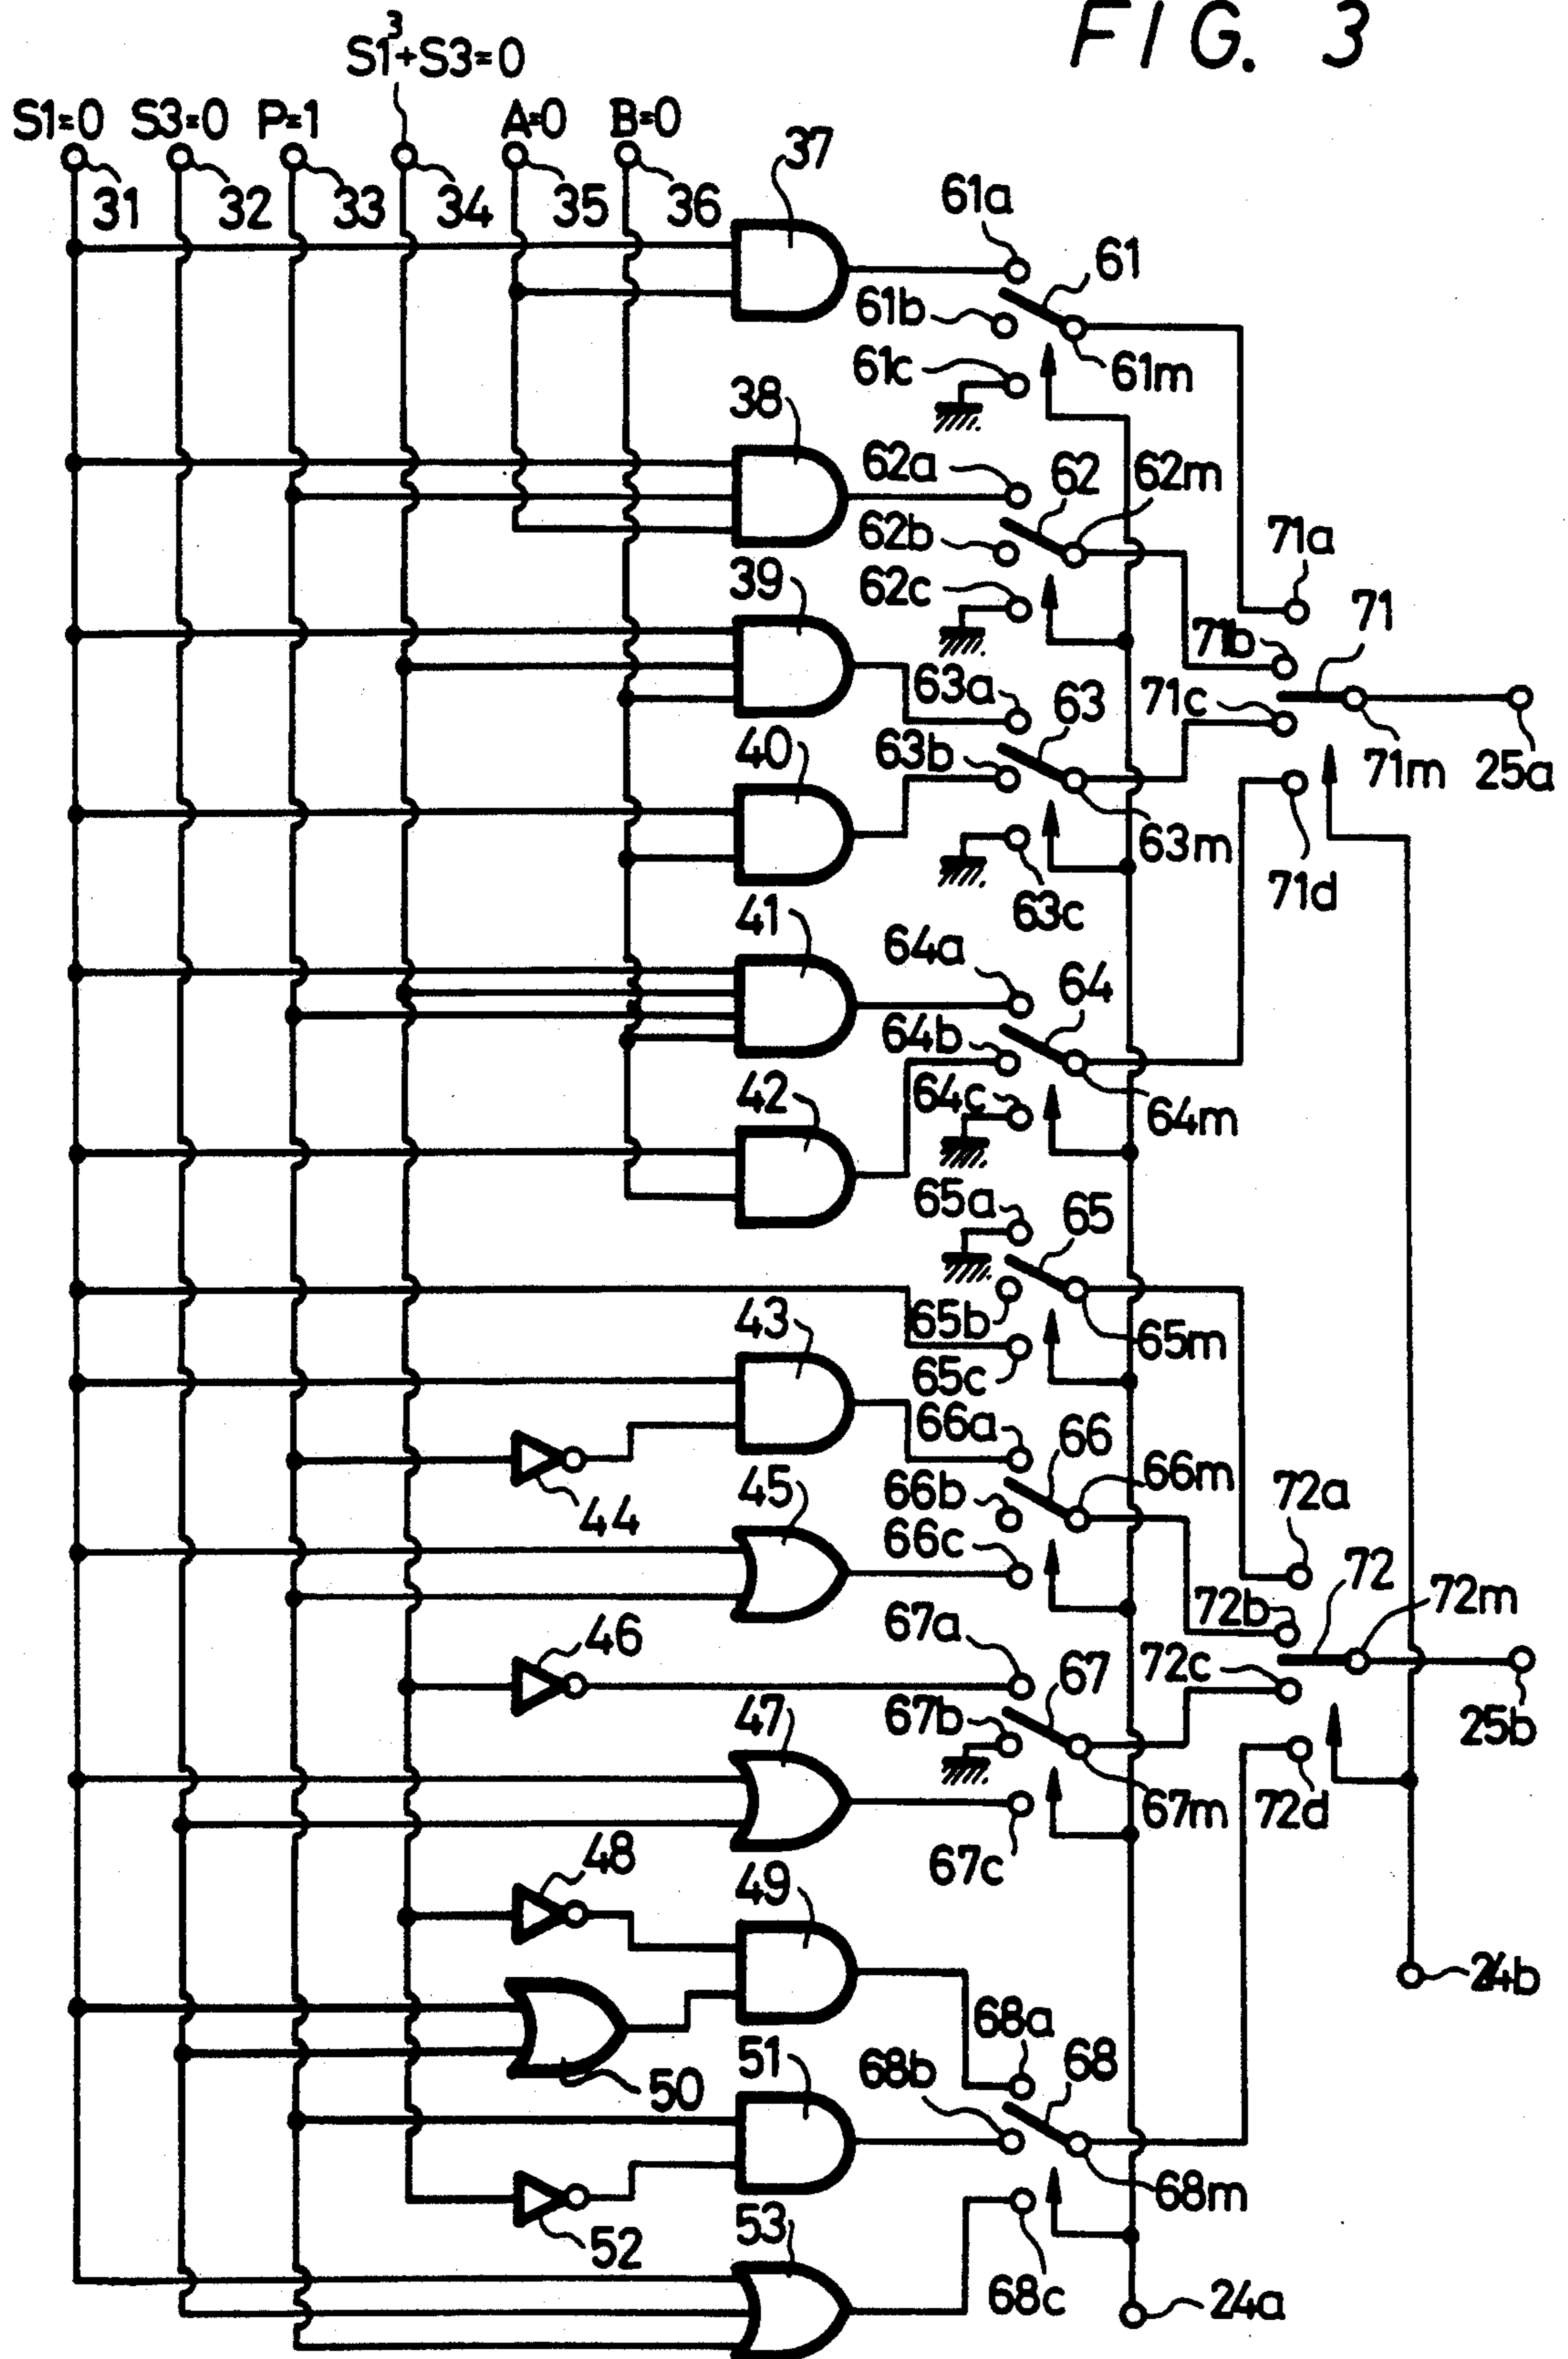 FIG. 3
S1³+S3=0
S1=0 S3=0 P=1 A=0 B=0
31 32 33 34 35 36
37
61a
61
61b
61m
61c
38
62a 62 62m
62b
71a
39
62c
71
71b
63a 63 71c
40
63b
71m 25a
63m
71d
63c
41
64a
64
64b
42
64c
64m
65a
65
43
65b
65m
65c
66a
66
45
66b
66m
72a
44
66c
72
72m
46
67a
72b
67
72c
47
67b
25b
67m
72d
48
67c
49
24b
68a
51
68b
68
50
68m
52
53
68c
24a